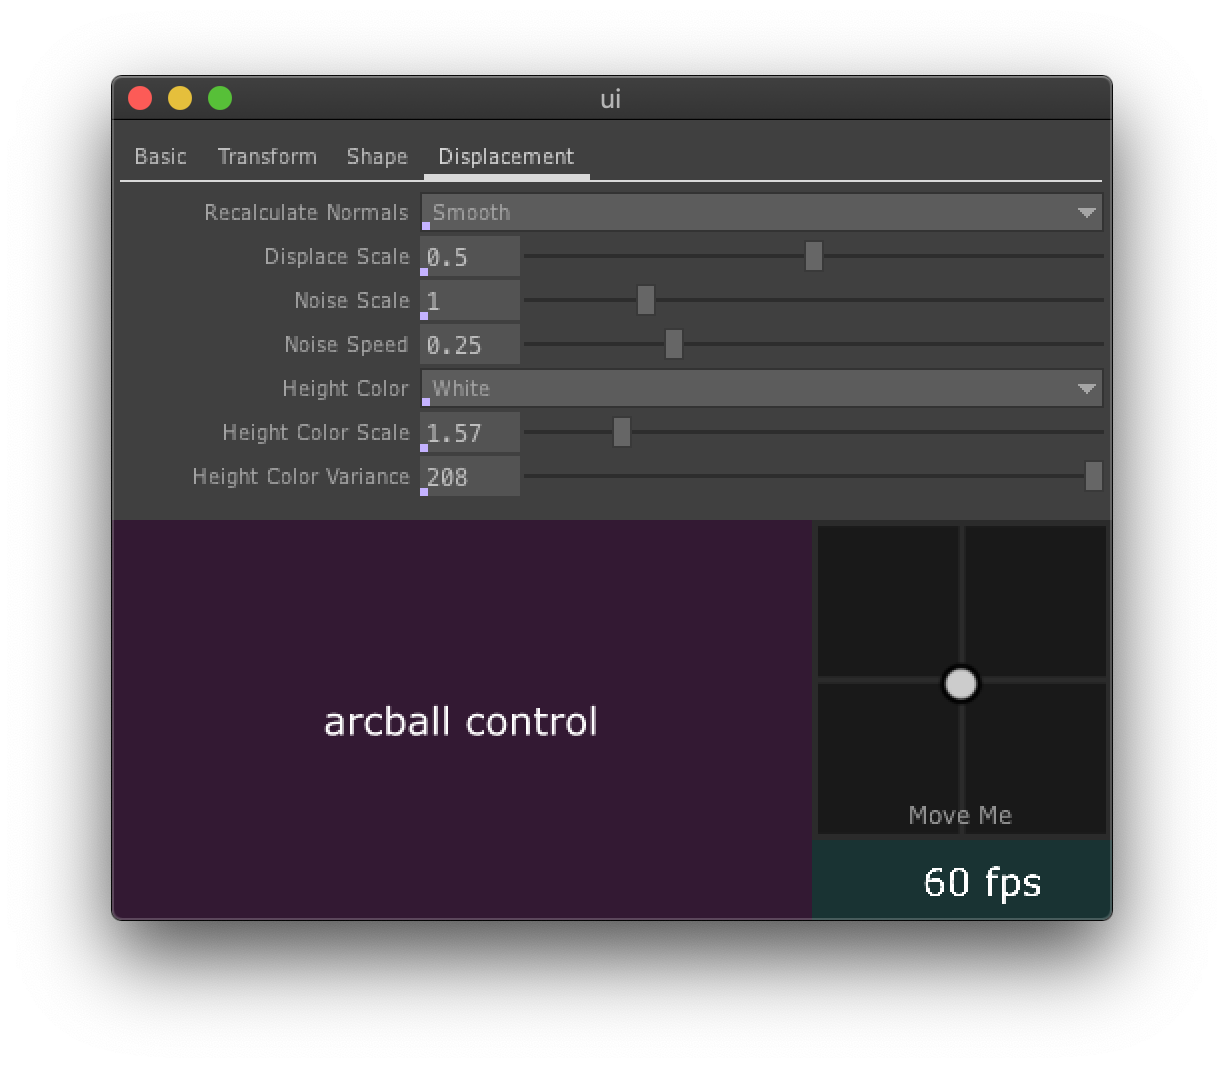 ui
Basic Transform Shape Displacement
Recalculate Normals Smooth
Displace Scale 0.5
Noise Scale 1
Noise Speed 0.25
Height Color White
Height Color Scale 1.57
Height Color Variance 208
arcball control
Move Me
60 fps